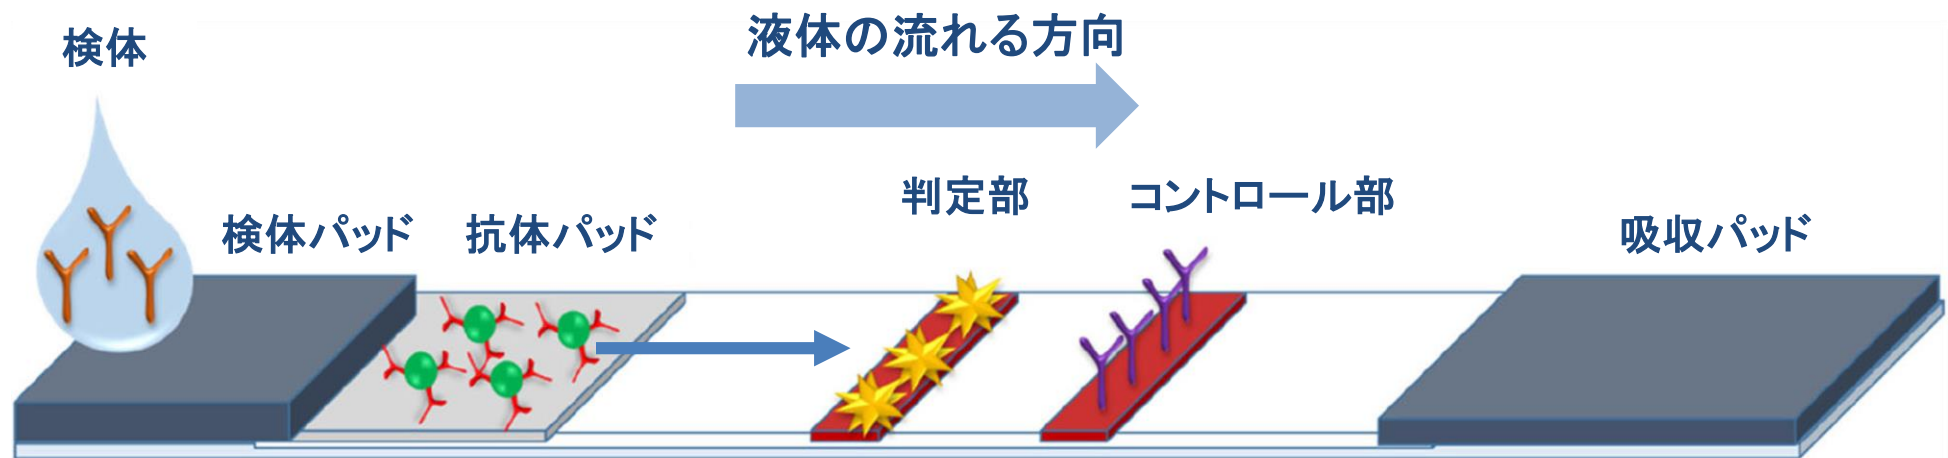 検体
液体の流れる方向
検体パッド
抗体パッド
判定部
コントロール部
吸収パッド